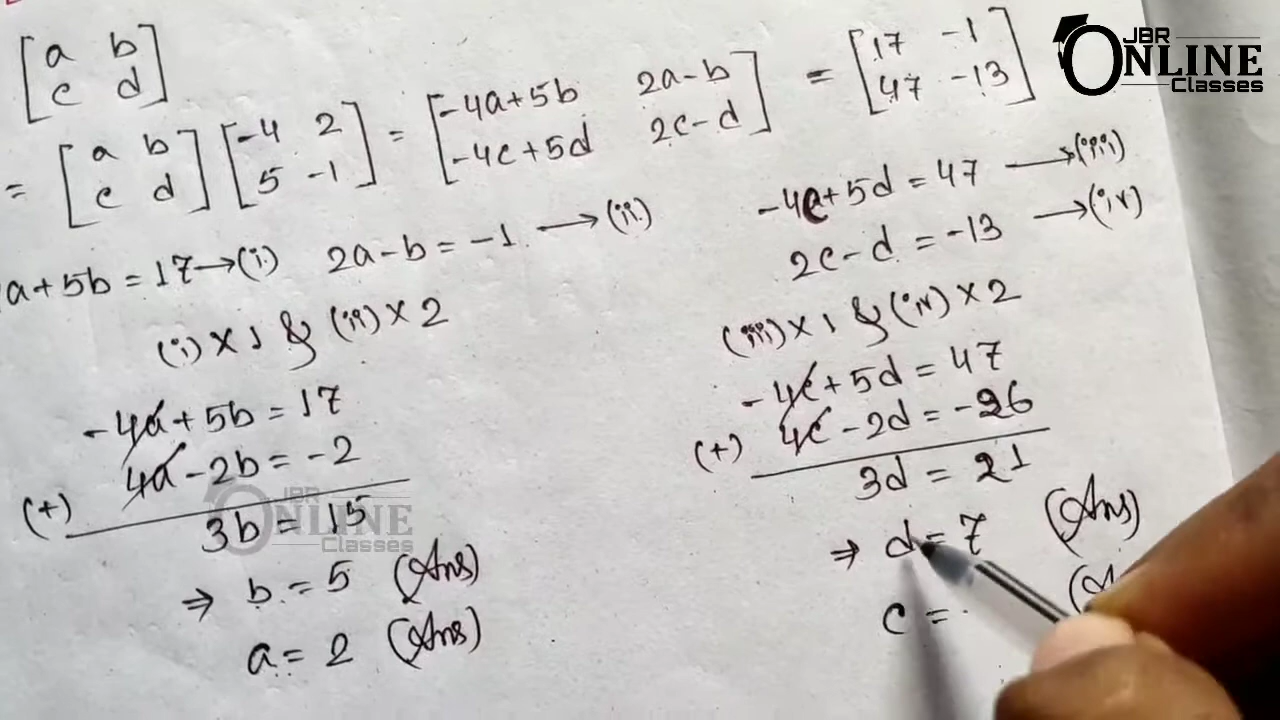 JBR
ONLINE
Classes
[a b
c d]
= [a b
c d] [-4 2
5 -1] = [-4a+5b 2a-b
-4c+5d 2c-d] = [17 -1
47 -13]
a+5b = 17 → (i) 2a-b = -1 → (ii)
(i) × 1 & (ii) × 2
-4a+5b = 17
4a-2b = -2
(+)
3b = 15
⇒ b = 5 (Ans)
a = 2 (Ans)
-4c+5d = 47 → (iii)
2c-d = -13 → (iv)
(iii) × 1 & (iv) × 2
-4c+5d = 47
4c-2d = -26
(+)
3d = 21
⇒ d = 7 (Ans)
c =
JBR
ONLINE
Classes